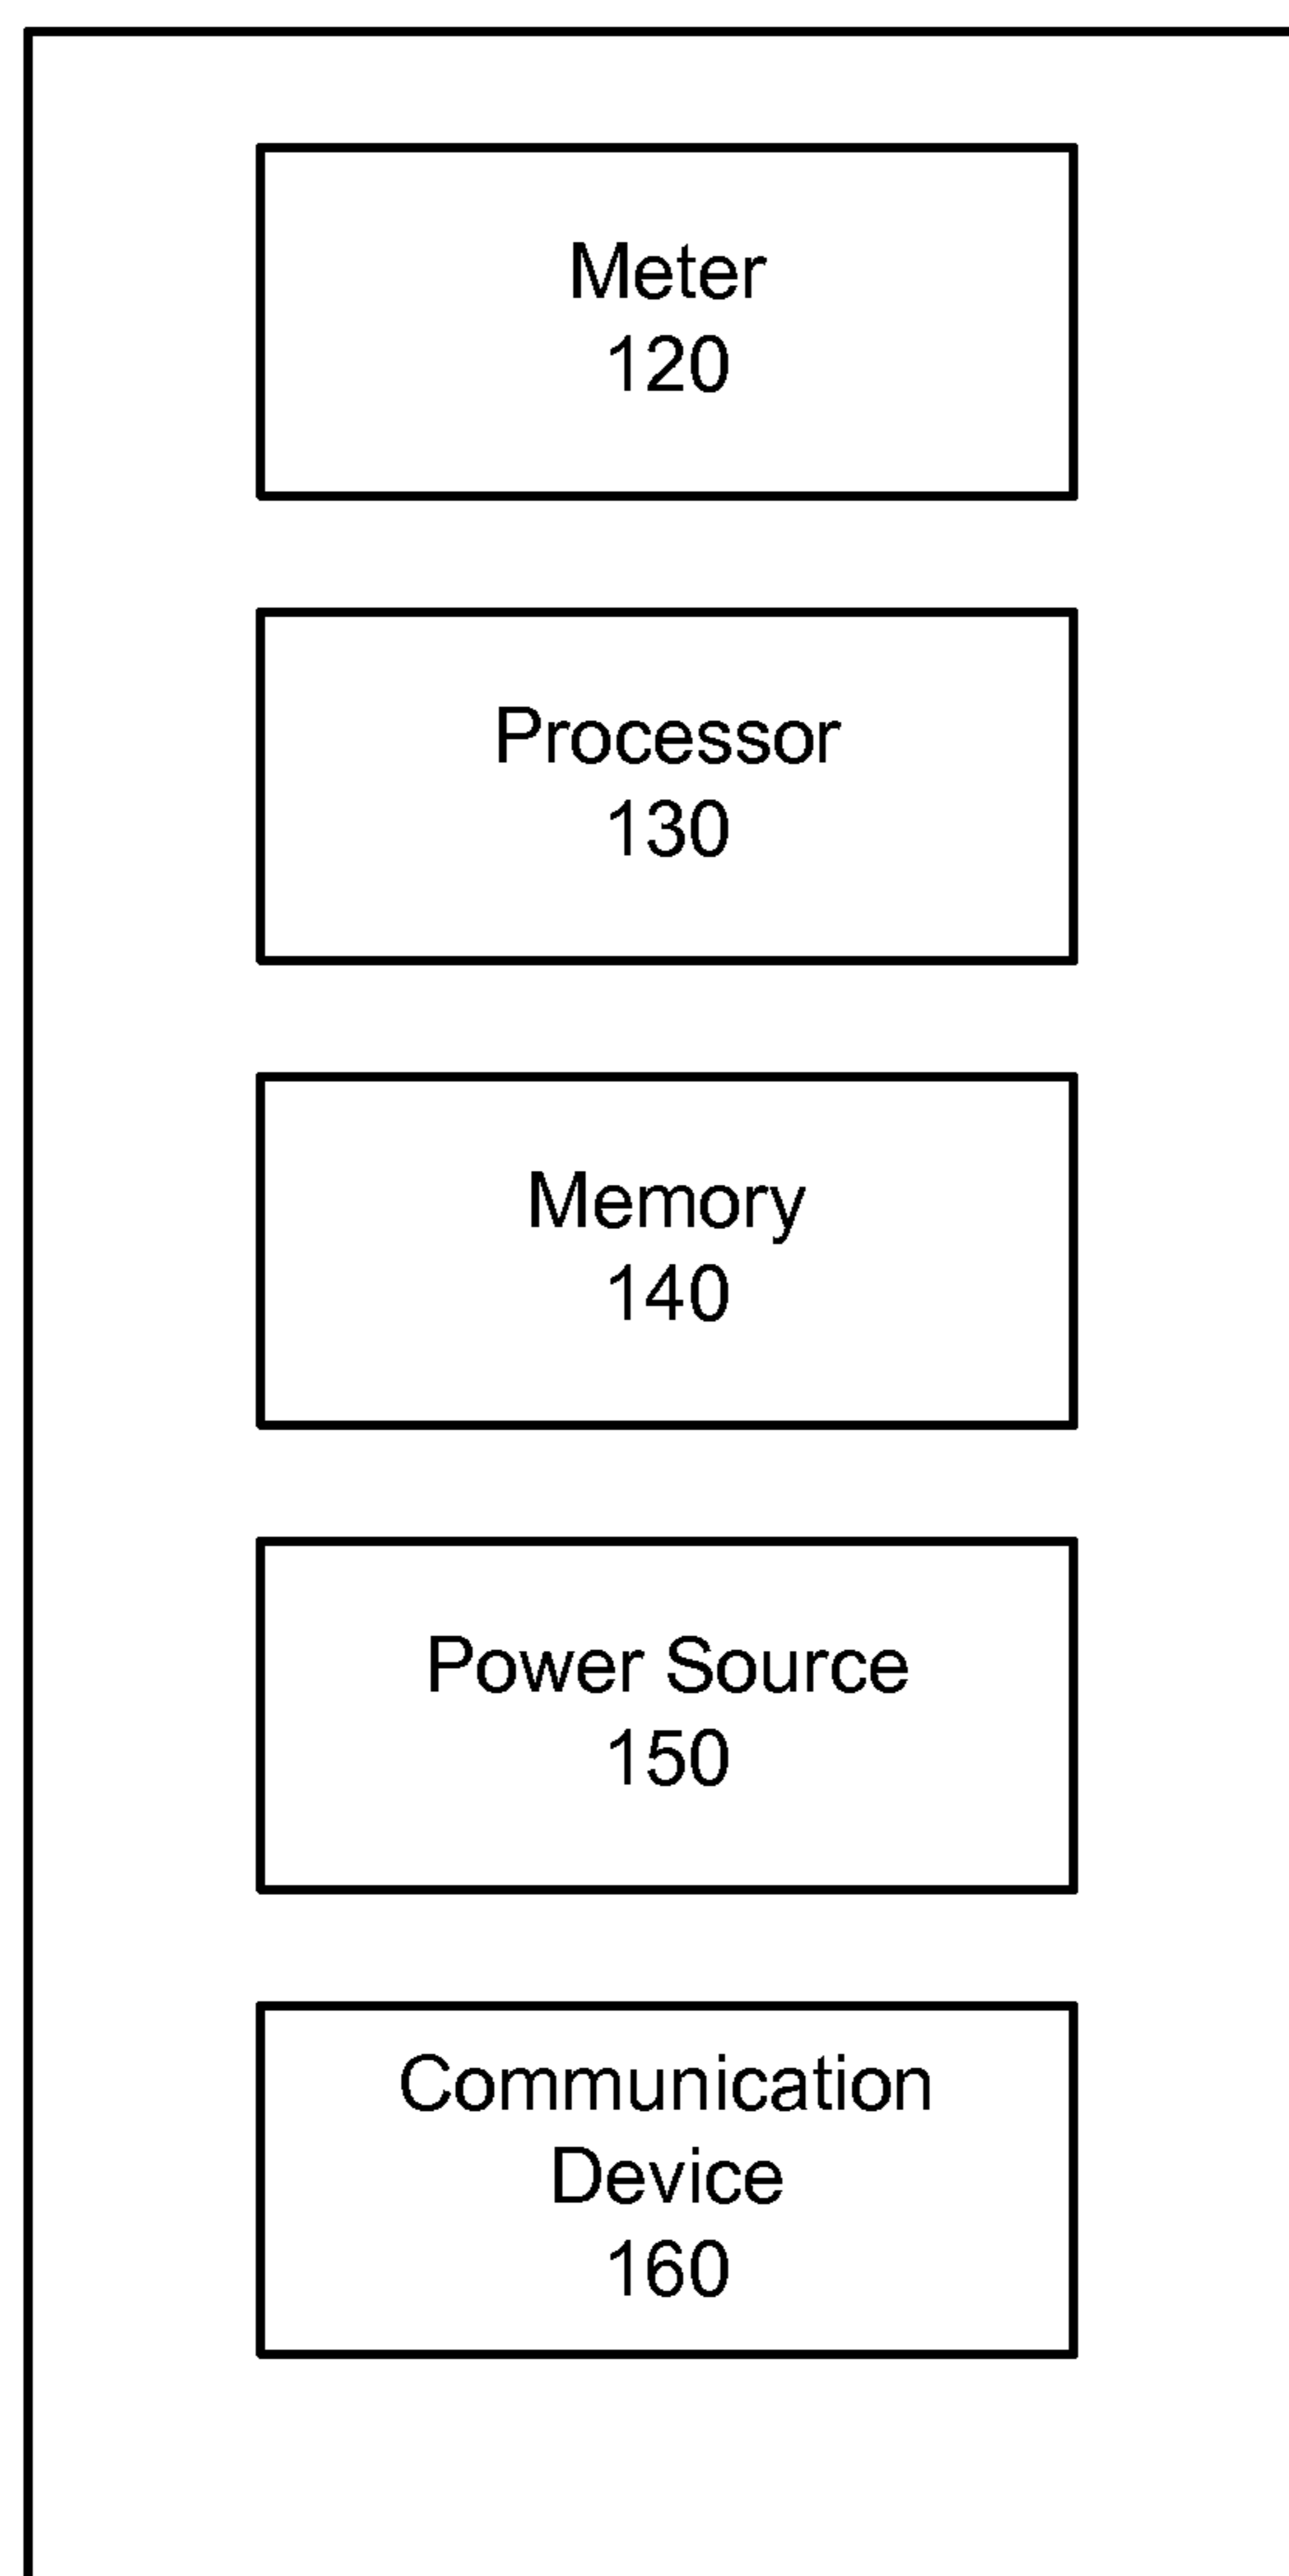 Meter
120
Processor
130
Memory
140
Power Source
150
Communication
Device
160